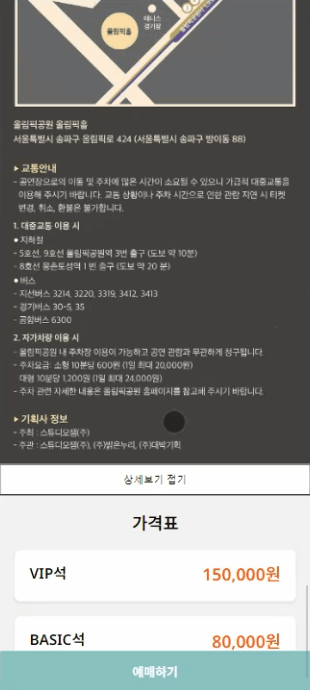 올림픽홀
테니스
경기장
올림픽공원 올림픽홀
서울특별시 송파구 올림픽로 424 (서울특별시 송파구 방이동 88)
▶ 교통안내
- 공연장으로의 이동 및 주차에 많은 시간이 소요될 수 있으니 가급적 대중교통을
이용해 주시기 바랍니다. 교통 상황이나 주차 시간으로 인한 관람 지연 시 티켓
변경, 취소, 환불은 불가합니다.
1. 대중교통 이용 시
● 지하철
- 5호선, 9호선 올림픽공원역 3번 출구 (도보 약 10분)
- 8호선 몽촌토성역 1번 출구 (도보 약 20분)
● 버스
- 지선버스 3214, 3220, 3319, 3412, 3413
- 경기버스 30-5, 35
- 공항버스 6300
2. 자가차량 이용 시
- 올림픽공원 내 주차장 이용이 가능하고 공연 관람과 무관하게 청구됩니다.
- 주차요금: 소형 10분당 600원 (1일 최대 20,000원)
대형 10분당 1,200원 (1일 최대 24,000원)
- 주차 관련 자세한 내용은 올림픽공원 홈페이지를 참고해 주시기 바랍니다.
▶ 기획사 정보
- 주최 : 스튜디오잼(주)
- 주관 : 스튜디오잼(주), (주)밝은누리, (주)대박기획
상세보기 접기
가격표
VIP석 150,000원
BASIC석 80,000원
예매하기